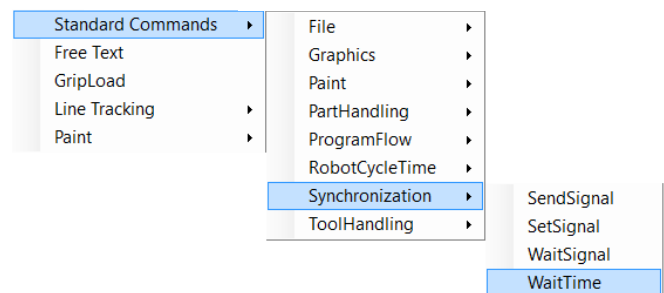 Standard Commands
Free Text
GripLoad
Line Tracking
Paint
File
Graphics
Paint
PartHandling
ProgramFlow
RobotCycleTime
Synchronization
ToolHandling
SendSignal
SetSignal
WaitSignal
WaitTime